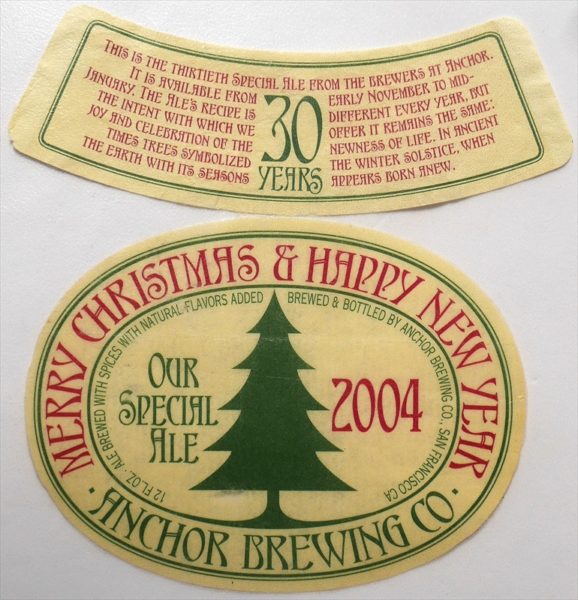 THIS IS THE THIRTIETH SPECIAL ALE FROM THE BREWERS AT ANCHOR.
IT IS AVAILABLE FROM EARLY NOVEMBER TO MID-
JANUARY. THE ALE'S RECIPE IS DIFFERENT EVERY YEAR, BUT
THE INTENT WITH WHICH WE OFFER IT REMAINS THE SAME:
JOY AND CELEBRATION OF THE NEWNESS OF LIFE. IN ANCIENT
TIMES TREES SYMBOLIZED THE WINTER SOLSTICE, WHEN
THE EARTH WITH ITS SEASONS APPEARS BORN ANEW.
30
YEARS
MERRY CHRISTMAS & HAPPY NEW YEAR
12 FL.OZ. · ALE BREWED WITH SPICES WITH NATURAL FLAVORS ADDED
BREWED & BOTTLED BY ANCHOR BREWING CO., SAN FRANCISCO CA
OUR
SPECIAL
ALE
2004
· ANCHOR BREWING CO ·